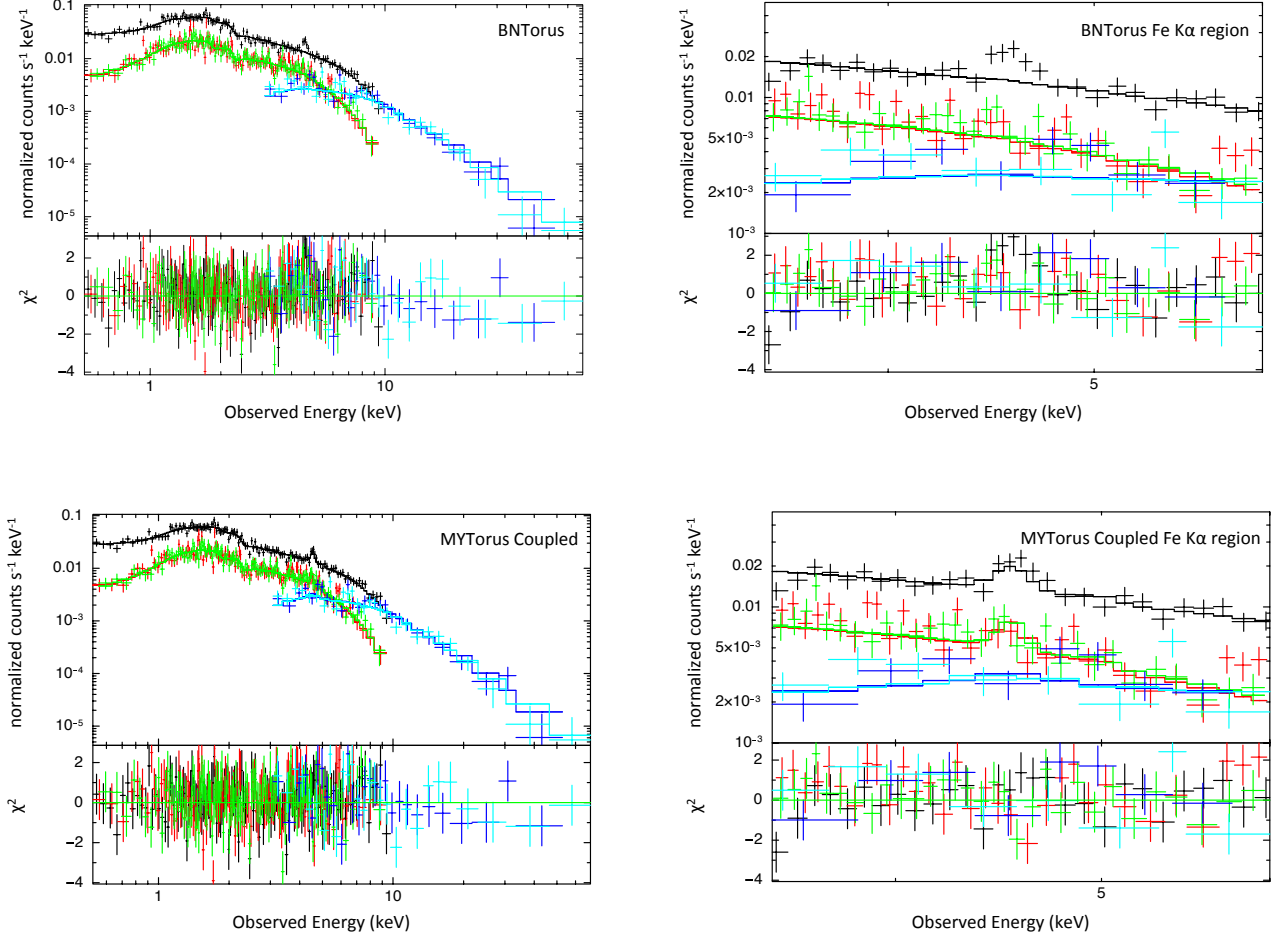 BNTorus
normalized counts s⁻¹ keV⁻¹
0.1
0.01
10⁻³
10⁻⁴
10⁻⁵
χ²
2
0
−2
−4
1
10
Observed Energy (keV)
BNTorus Fe Kα region
normalized counts s⁻¹ keV⁻¹
0.02
0.01
5×10⁻³
2×10⁻³
10⁻³
χ²
2
0
−2
−4
5
Observed Energy (keV)
MYTorus Coupled
normalized counts s⁻¹ keV⁻¹
0.1
0.01
10⁻³
10⁻⁴
10⁻⁵
χ²
2
0
−2
−4
1
10
Observed Energy (keV)
MYTorus Coupled Fe Kα region
normalized counts s⁻¹ keV⁻¹
0.02
0.01
5×10⁻³
2×10⁻³
10⁻³
χ²
2
0
−2
−4
5
Observed Energy (keV)